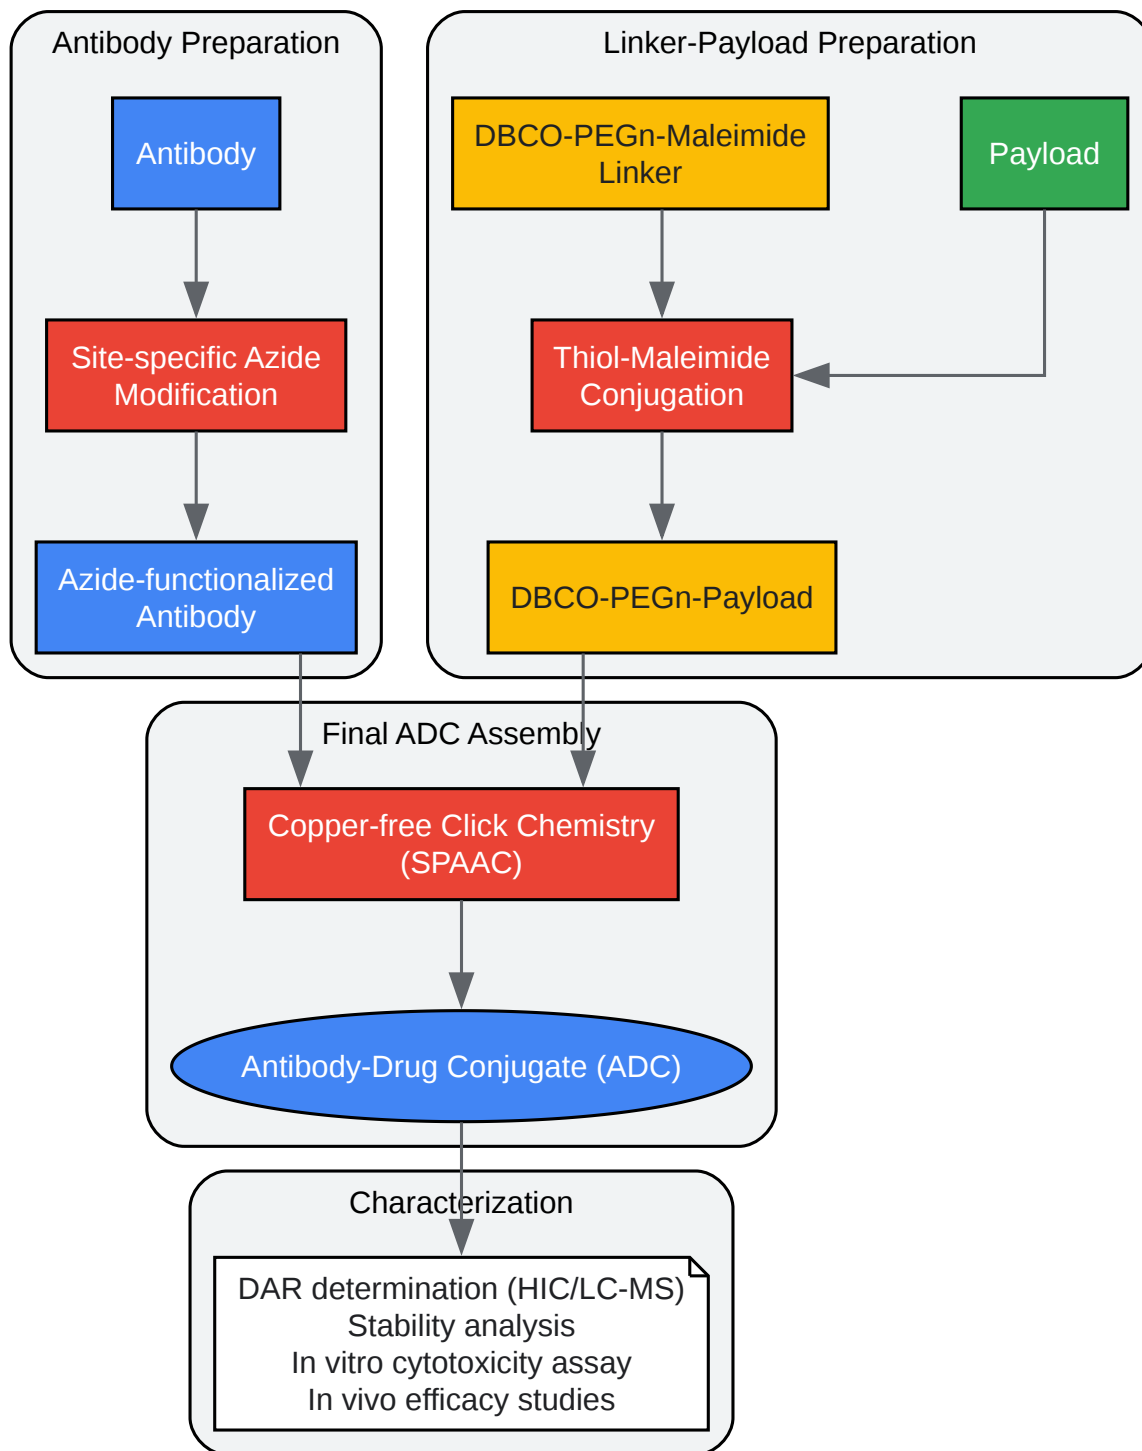 Antibody Preparation
Antibody
Site-specific Azide
Modification
Azide-functionalized
Antibody
Linker-Payload Preparation
DBCO-PEGn-Maleimide
Linker
Payload
Thiol-Maleimide
Conjugation
DBCO-PEGn-Payload
Final ADC Assembly
Copper-free Click Chemistry
(SPAAC)
Antibody-Drug Conjugate (ADC)
Characterization
DAR determination (HIC/LC-MS)
Stability analysis
In vitro cytotoxicity assay
In vivo efficacy studies